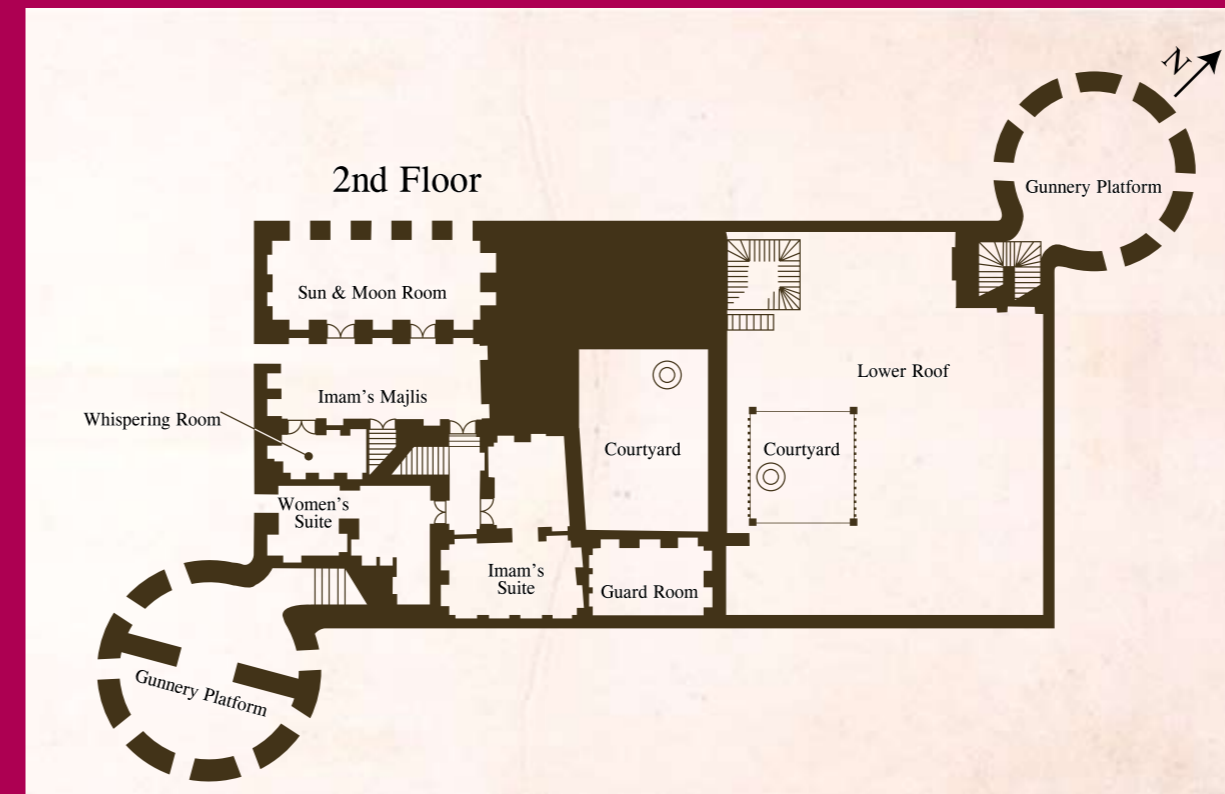 N
Gunnery Platform
2nd Floor
Sun & Moon Room
Lower Roof
Imam's Majlis
Whispering Room
Courtyard
Courtyard
Women's
Suite
Imam's
Suite
Guard Room
Gunnery Platform